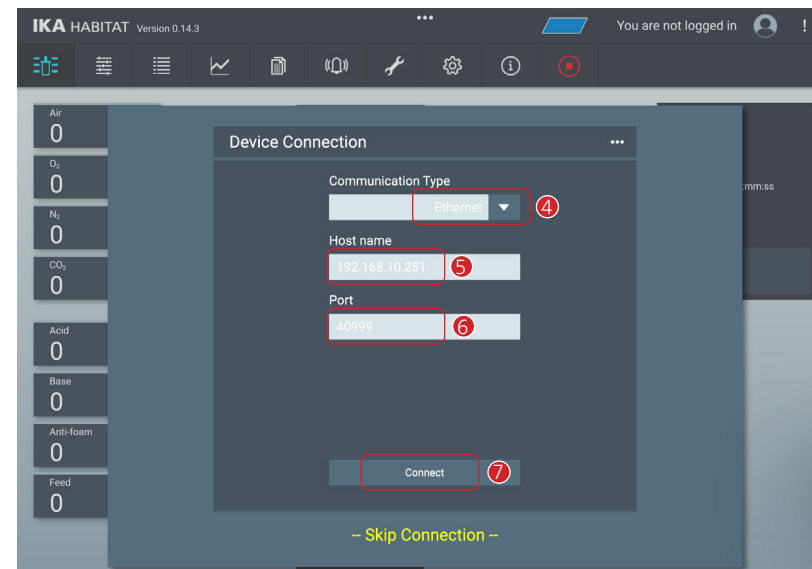 IKA HABITAT Version 0.14.3
You are not logged in
!
Air
0
O₂
0
N₂
0
CO₂
0
Acid
0
Base
0
Anti-foam
0
Feed
0
:mm:ss
Device Connection
Communication Type
Ethernet
4
Host name
192.168.10.251
5
Port
40999
6
Connect
7
-- Skip Connection --